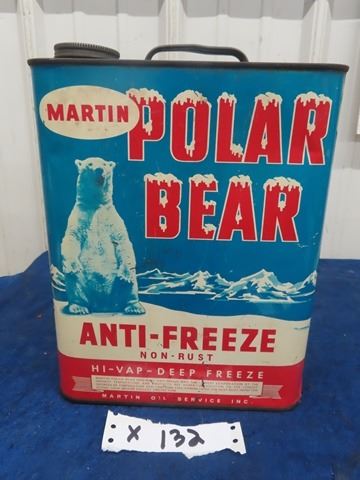 MARTIN
POLAR
BEAR
ANTI-FREEZE
NON-RUST
HI-VAP-DEEP FREEZE
MARTIN OIL SERVICE INC.
X 132